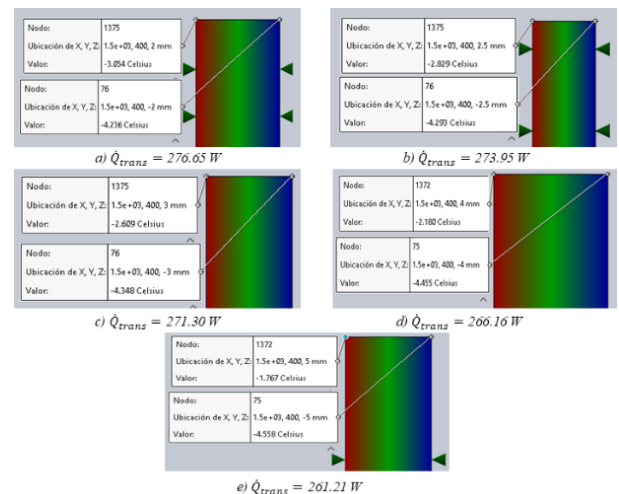 Nodo: 1375
Ubicación de X, Y, Z: 1.5e+03, 400, 2 mm
Valor: -3.054 Celsius
Nodo: 76
Ubicación de X, Y, Z: 1.5e+03, 400, -2 mm
Valor: -4.236 Celsius
a) Q̇trans = 276.65 W
Nodo: 1375
Ubicación de X, Y, Z: 1.5e+03, 400, 2.5 mm
Valor: -2.829 Celsius
Nodo: 76
Ubicación de X, Y, Z: 1.5e+03, 400, -2.5 mm
Valor: -4.293 Celsius
b) Q̇trans = 273.95 W
Nodo: 1375
Ubicación de X, Y, Z: 1.5e+03, 400, 3 mm
Valor: -2.609 Celsius
Nodo: 76
Ubicación de X, Y, Z: 1.5e+03, 400, -3 mm
Valor: -4.348 Celsius
c) Q̇trans = 271.30 W
Nodo: 1372
Ubicación de X, Y, Z: 1.5e+03, 400, 4 mm
Valor: -2.180 Celsius
Nodo: 75
Ubicación de X, Y, Z: 1.5e+03, 400, -4 mm
Valor: -4.455 Celsius
d) Q̇trans = 266.16 W
Nodo: 1372
Ubicación de X, Y, Z: 1.5e+03, 400, 5 mm
Valor: -1.767 Celsius
Nodo: 75
Ubicación de X, Y, Z: 1.5e+03, 400, -5 mm
Valor: -4.558 Celsius
e) Q̇trans = 261.21 W